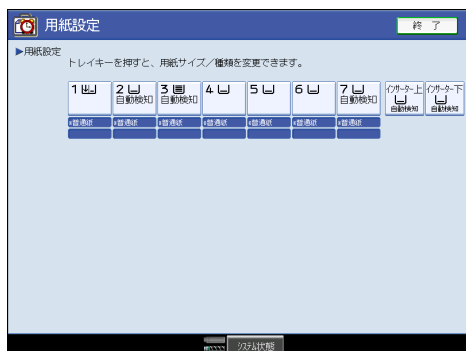 用紙設定
終 了
▶用紙設定
トレイキーを押すと、用紙サイズ/種類を変更できます。
1 2 3 4 5 6 7 インサーター上 インサーター下
自動検知 自動検知 自動検知 自動検知 自動検知
普通紙 普通紙 普通紙 普通紙 普通紙 普通紙 普通紙
システム状態